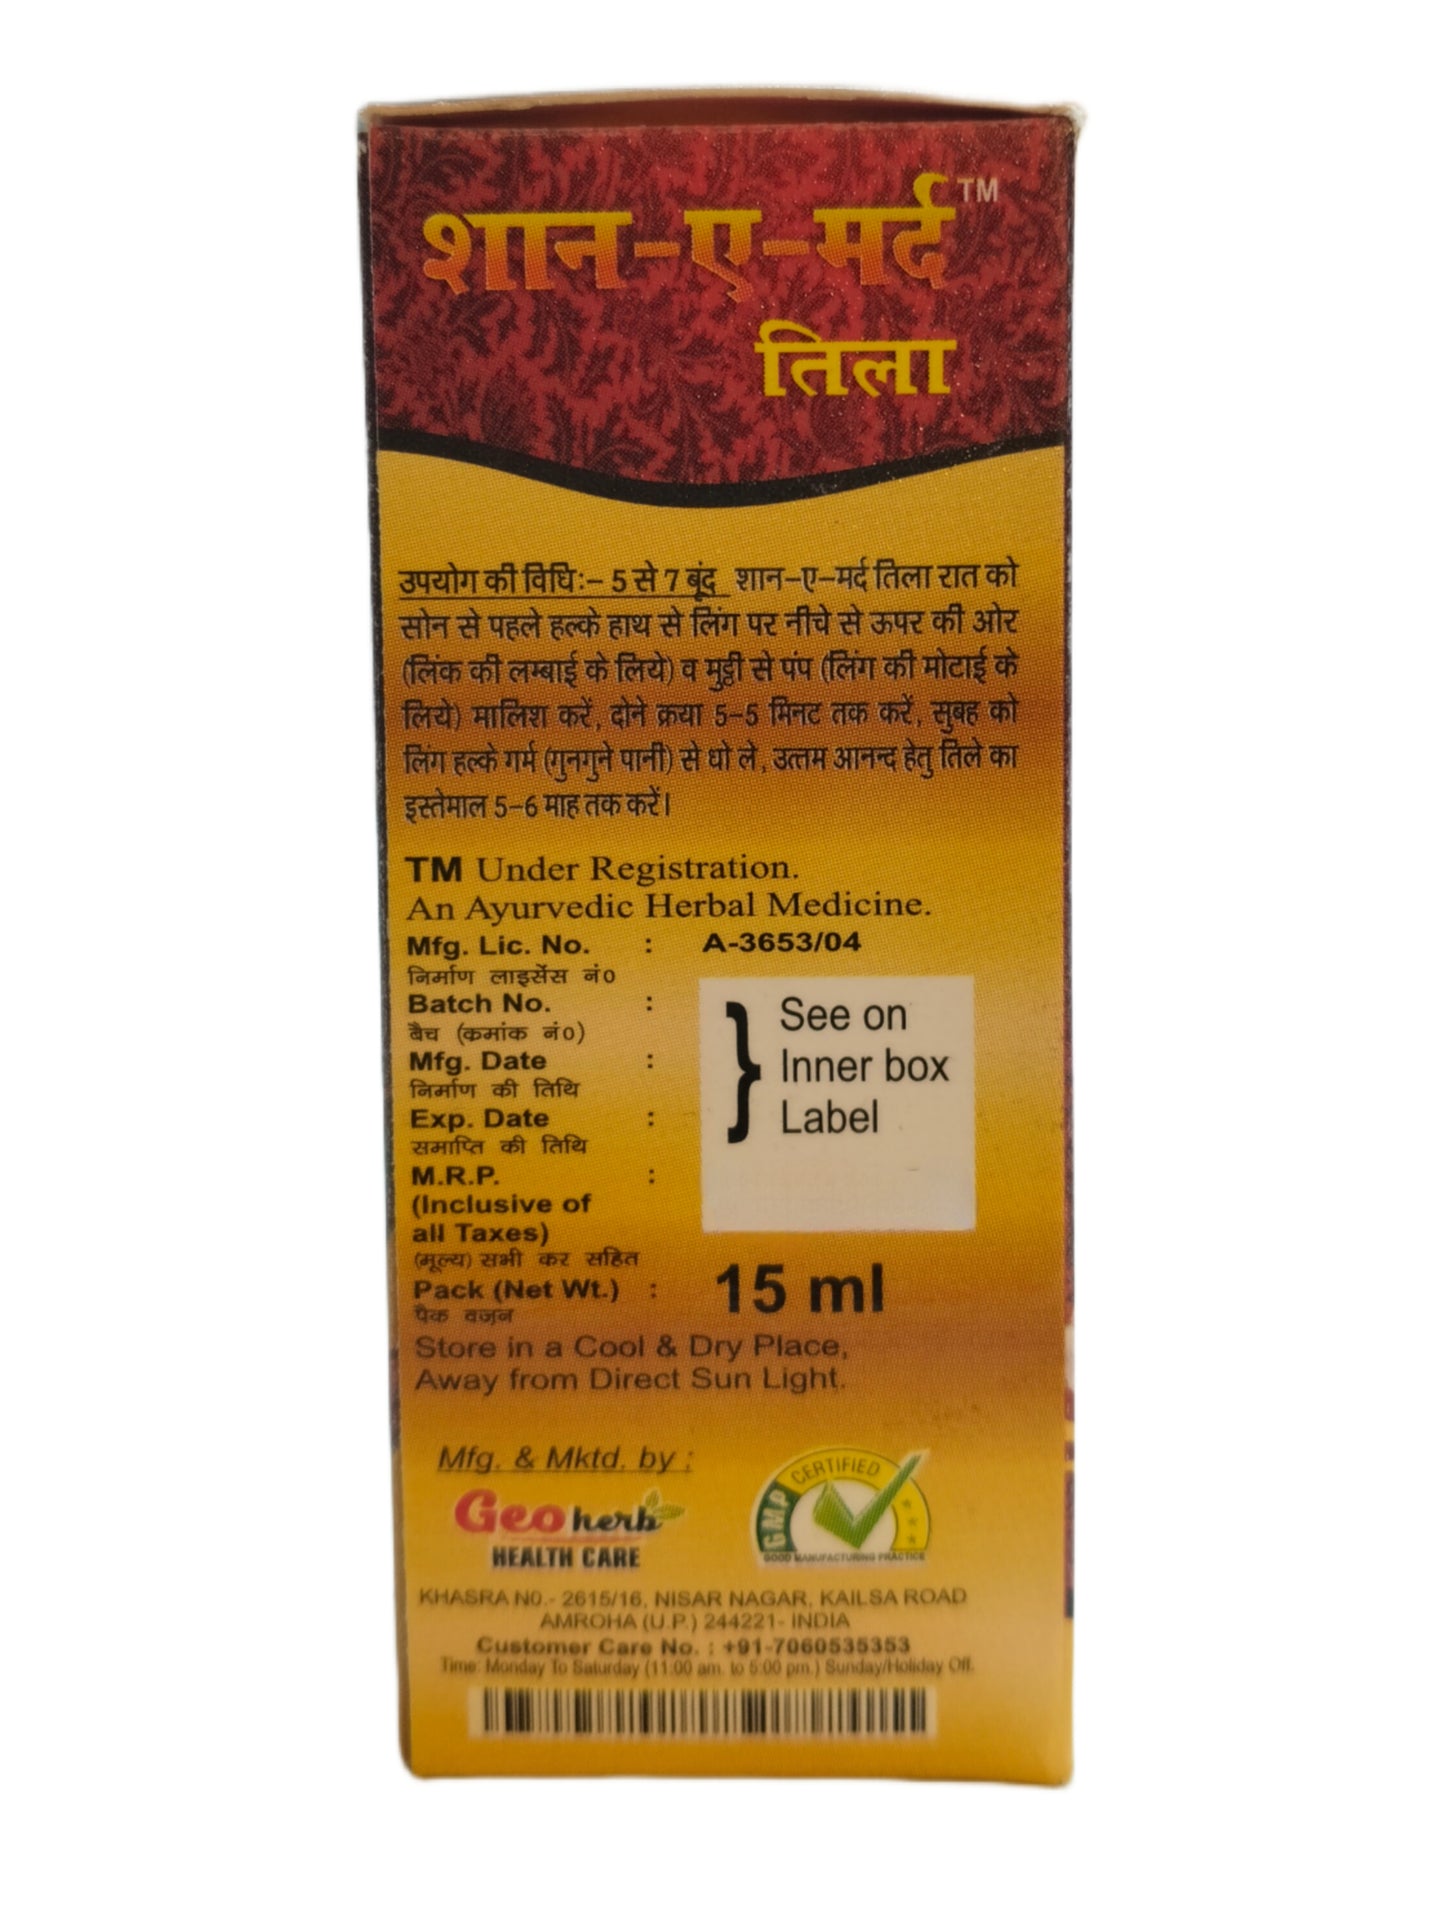 शान-ए-मर्द TM
तिला
उपयोग की विधिः- 5 से 7 बूंद शान-ए-मर्द तिला रात को
सोन से पहले हल्के हाथ से लिंग पर नीचे से ऊपर की ओर
(लिंक की लम्बाई के लिये) व मुट्ठी से पंप (लिंग की मोटाई के
लिये) मालिश करें, दोने क्रया 5-5 मिनट तक करें, सुबह को
लिंग हल्के गर्म (गुनगुने पानी) से धो ले, उत्तम आनन्द हेतु तिले का
इस्तेमाल 5-6 माह तक करें।
TM Under Registration.
An Ayurvedic Herbal Medicine.
Mfg. Lic. No. : A-3653/04
निर्माण लाइसेंस नं०
Batch No. :
बैच (कमांक नं०)
Mfg. Date :
निर्माण की तिथि
Exp. Date :
समाप्ति की तिथि
} See on
Inner box
Label
M.R.P. :
(Inclusive of
all Taxes)
(मूल्य) सभी कर सहित
Pack (Net Wt.) : 15 ml
पैक वज़न
Store in a Cool & Dry Place,
Away from Direct Sun Light.
Mfg. & Mktd. by :
Geo herb
HEALTH CARE
GMP CERTIFIED
GOOD MANUFACTURING PRACTICE
KHASRA N0.- 2615/16, NISAR NAGAR, KAILSA ROAD
AMROHA (U.P.) 244221- INDIA
Customer Care No. : +91-7060535353
Time: Monday To Saturday (11:00 am. to 5:00 pm.) Sunday/Holiday Off.